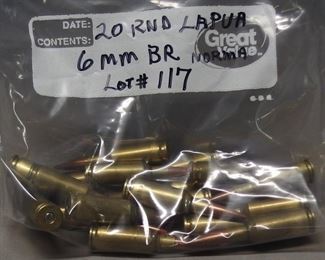 DATE: 20 RND LAPUA
CONTENTS: 6mm BR NORMA
LOT# 117
Great Value